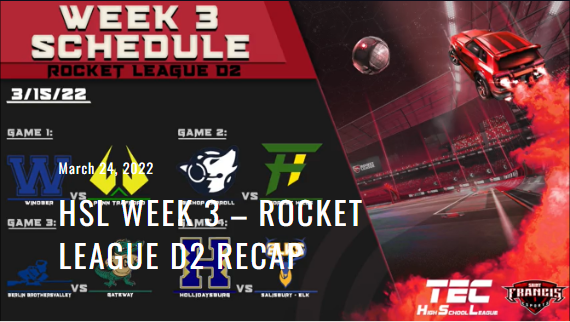 WEEK 3
SCHEDULE
ROCKET LEAGUE D2
3/15/22
GAME 1:
GAME 2:
W
VS
VS
WINDBER
March 24, 2022
GAME 3:
HSL WEEK 3 – ROCKET
LEAGUE D2 RECAP
H
VS
VS
BERLIN BROTHERSVALLEY
GATEWAY
HOLLIDAYSBURG
SALISBURY - ELK
TEC
HIGH SCHOOL LEAGUE
SAINT
FRANCIS
ESPORTS